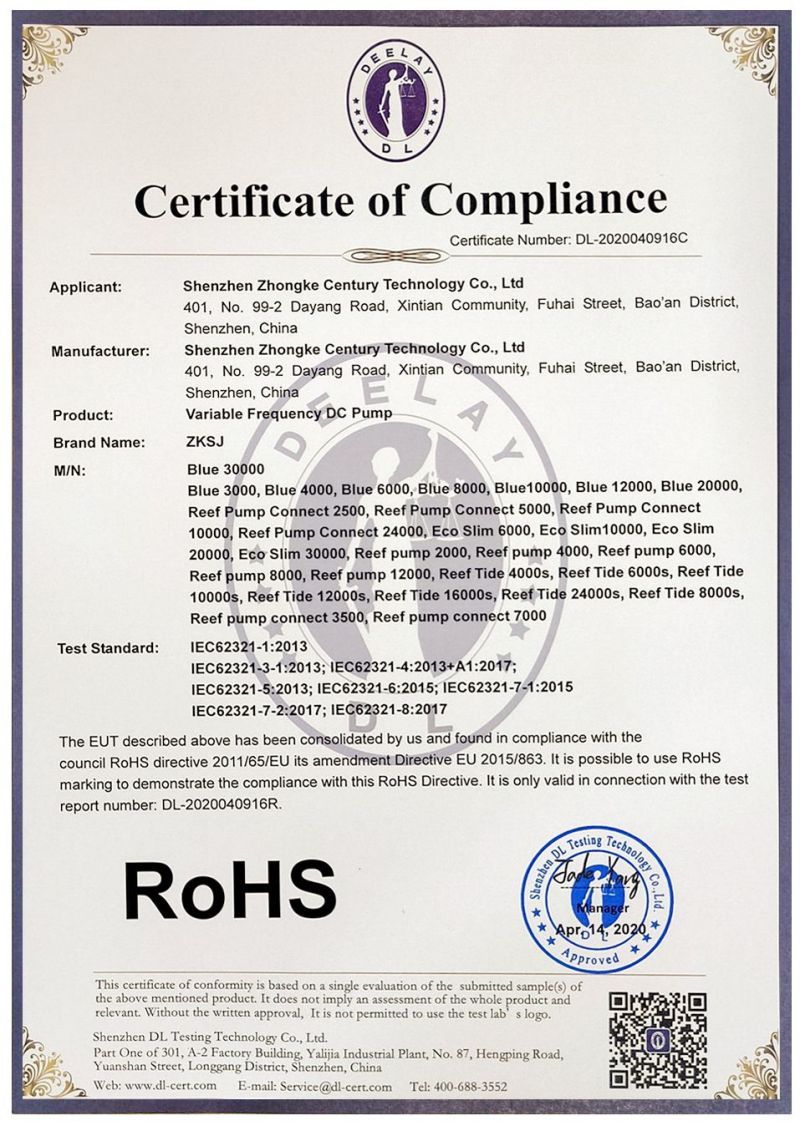 DEELAY
DL
Certificate of Compliance
Certificate Number: DL-2020040916C
Applicant: Shenzhen Zhongke Century Technology Co., Ltd
401, No. 99-2 Dayang Road, Xintian Community, Fuhai Street, Bao'an District,
Shenzhen, China
Manufacturer: Shenzhen Zhongke Century Technology Co., Ltd
401, No. 99-2 Dayang Road, Xintian Community, Fuhai Street, Bao'an District,
Shenzhen, China
Product: Variable Frequency DC Pump
Brand Name: ZKSJ
M/N: Blue 30000
Blue 3000, Blue 4000, Blue 6000, Blue 8000, Blue10000, Blue 12000, Blue 20000,
Reef Pump Connect 2500, Reef Pump Connect 5000, Reef Pump Connect
10000, Reef Pump Connect 24000, Eco Slim 6000, Eco Slim10000, Eco Slim
20000, Eco Slim 30000, Reef pump 2000, Reef pump 4000, Reef pump 6000,
Reef pump 8000, Reef pump 12000, Reef Tide 4000s, Reef Tide 6000s, Reef Tide
10000s, Reef Tide 12000s, Reef Tide 16000s, Reef Tide 24000s, Reef Tide 8000s,
Reef pump connect 3500, Reef pump connect 7000
Test Standard: IEC62321-1:2013
IEC62321-3-1:2013; IEC62321-4:2013+A1:2017;
IEC62321-5:2013; IEC62321-6:2015; IEC62321-7-1:2015
IEC62321-7-2:2017; IEC62321-8:2017
DEELAY
DL
The EUT described above has been consolidated by us and found in compliance with the
council RoHS directive 2011/65/EU its amendment Directive EU 2015/863. It is possible to use RoHS
marking to demonstrate the compliance with this RoHS Directive. It is only valid in connection with the test
report number: DL-2020040916R.
RoHS
Shenzhen DL Testing Technology Co., Ltd.
Jade Yang
Manager
Apr. 14, 2020
DL
Approved
This certificate of conformity is based on a single evaluation of the submitted sample(s) of
the above mentioned product. It does not imply an assessment of the whole product and
relevant. Without the written approval, It is not permitted to use the test lab's logo.
Shenzhen DL Testing Technology Co., Ltd.
Part One of 301, A-2 Factory Building, Yalijia Industrial Plant, No. 87, Hengping Road,
Yuanshan Street, Longgang District, Shenzhen, China
Web: www.dl-cert.com E-mail: Service@dl-cert.com Tel: 400-688-3552